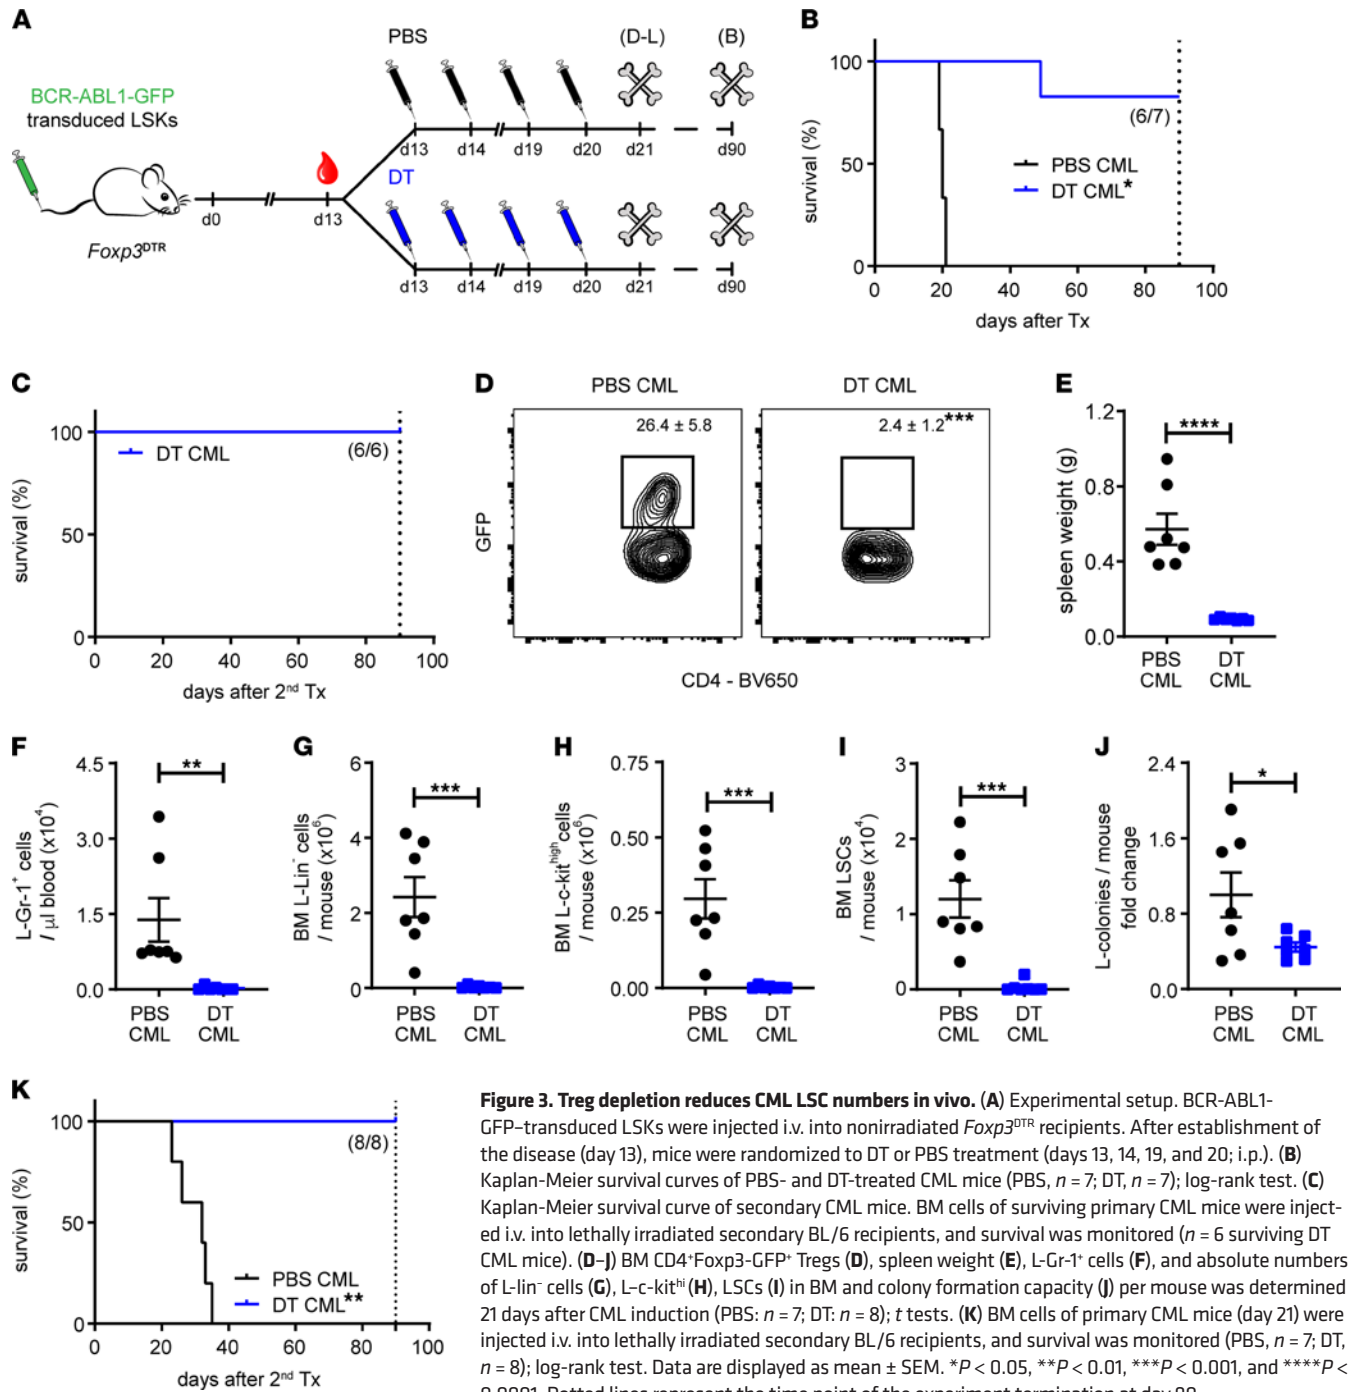 A
PBS
(D-L)
(B)
BCR-ABL1-GFP
transduced LSKs
d13
d14
d19
d20
d21
d90
DT
d0
d13
Foxp3DTR
d13
d14
d19
d20
d21
d90
B
survival (%)
100
50
0
(6/7)
PBS CML
DT CML*
0
20
40
60
80
100
days after Tx
C
survival (%)
100
50
0
(6/6)
DT CML
0
20
40
60
80
100
days after 2nd Tx
D
PBS CML
DT CML
26.4 ± 5.8
2.4 ± 1.2***
GFP
CD4 - BV650
E
spleen weight (g)
1.2
0.8
0.4
0.0
****
PBS
CML
DT
CML
F
L-Gr-1+ cells
/ µl blood (x10^4)
4.5
3.0
1.5
0.0
**
PBS
CML
DT
CML
G
BM L-Lin- cells
/ mouse (x10^6)
6
4
2
0
***
PBS
CML
DT
CML
H
BM L-c-kithigh cells
/ mouse (x10^6)
0.75
0.50
0.25
0.00
***
PBS
CML
DT
CML
I
BM LSCs
/ mouse (x10^4)
3
2
1
0
***
PBS
CML
DT
CML
J
L-colonies / mouse
fold change
2.4
1.6
0.8
0.0
*
PBS
CML
DT
CML
K
survival (%)
100
50
0
(8/8)
PBS CML
DT CML**
0
20
40
60
80
100
days after 2nd Tx
Figure 3. Treg depletion reduces CML LSC numbers in vivo. (A) Experimental setup. BCR-ABL1-
GFP–transduced LSKs were injected i.v. into nonirradiated Foxp3DTR recipients. After establishment of
the disease (day 13), mice were randomized to DT or PBS treatment (days 13, 14, 19, and 20; i.p.). (B)
Kaplan-Meier survival curves of PBS- and DT-treated CML mice (PBS, n = 7; DT, n = 7); log-rank test. (C)
Kaplan-Meier survival curve of secondary CML mice. BM cells of surviving primary CML mice were inject-
ed i.v. into lethally irradiated secondary BL/6 recipients, and survival was monitored (n = 6 surviving DT
CML mice). (D–J) BM CD4+Foxp3-GFP+ Tregs (D), spleen weight (E), L-Gr-1+ cells (F), and absolute numbers
of L-lin- cells (G), L-c-kithi (H), LSCs (I) in BM and colony formation capacity (J) per mouse was determined
21 days after CML induction (PBS: n = 7; DT: n = 8); t tests. (K) BM cells of primary CML mice (day 21) were
injected i.v. into lethally irradiated secondary BL/6 recipients, and survival was monitored (PBS, n = 7; DT,
n = 8); log-rank test. Data are displayed as mean ± SEM. *P < 0.05, **P < 0.01, ***P < 0.001, and ****P <